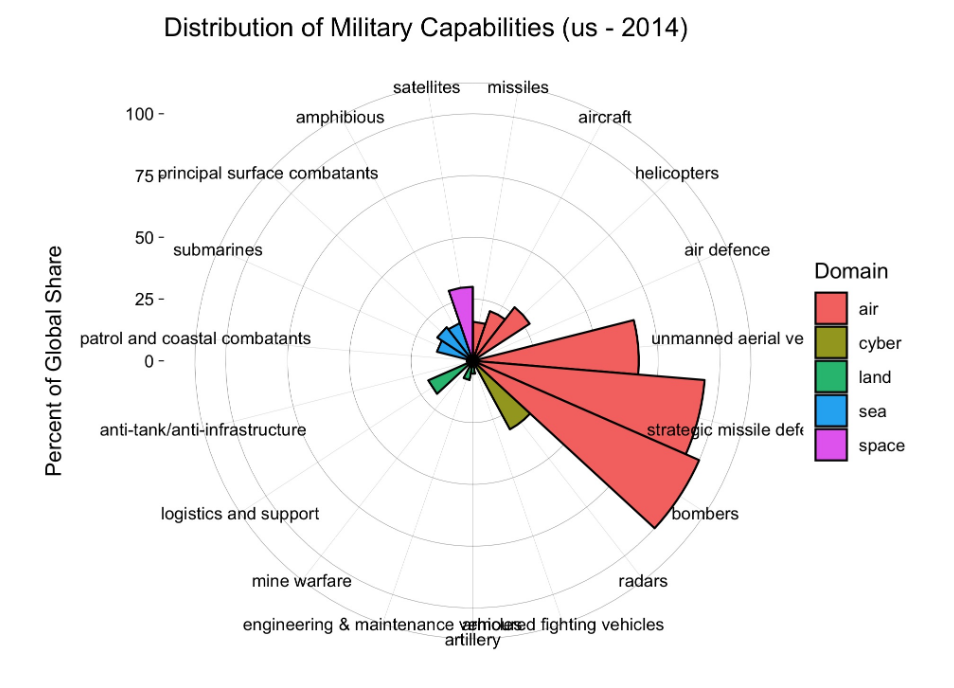 Distribution of Military Capabilities (us - 2014)
satellites
missiles
amphibious
aircraft
principal surface combatants
helicopters
submarines
air defence
patrol and coastal combatants
unmanned aerial ve
anti-tank/anti-infrastructure
strategic missile defe
logistics and support
bombers
mine warfare
radars
engineering & maintenance vehicles
armoured fighting vehicles
artillery
Percent of Global Share
100
75
50
25
0
Domain
air
cyber
land
sea
space